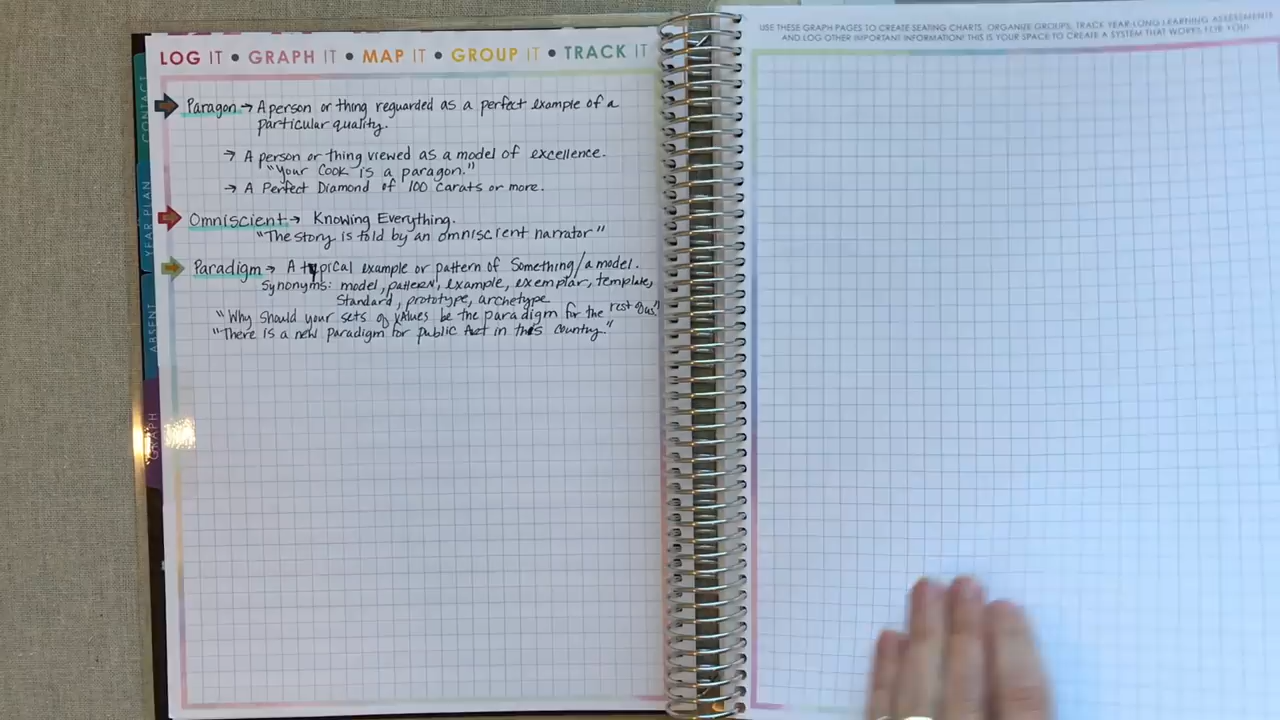 LOG IT • GRAPH IT • MAP IT • GROUP IT • TRACK IT
Paragon → A person or thing reguarded as a perfect example of a
particular quality.
→ A person or thing viewed as a model of excellence.
"Your Cook is a paragon."
→ A Perfect Diamond of 100 Carats or more.
Omniscient → Knowing Everything.
"The Story is told by an omniscient narrator"
Paradigm → A typical example or pattern of Something/a model.
Synonyms: model, pattern, example, exemplar, template,
Standard, prototype, archetype
"Why Should your sets of values be the paradigm for the rest of us"
"There is a new Paradigm for public Art in this Country."
CONTACT
YEAR PLAN
ABSENT
GRAPH
USE THESE GRAPH PAGES TO CREATE SEATING CHARTS, ORGANIZE GROUPS, TRACK YEAR-LONG LEARNING ASSESSMENTS
AND LOG OTHER IMPORTANT INFORMATION! THIS IS YOUR SPACE TO CREATE A SYSTEM THAT WORKS FOR YOU!